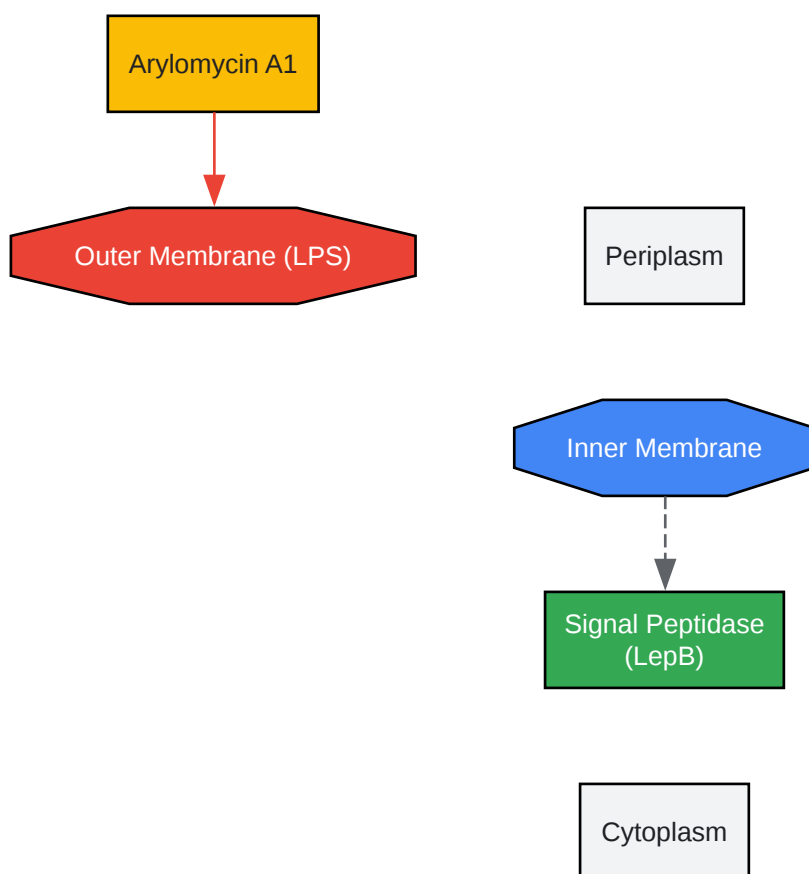 Arylomycin A1
Outer Membrane (LPS)
Periplasm
Inner Membrane
Signal Peptidase
(LepB)
Cytoplasm